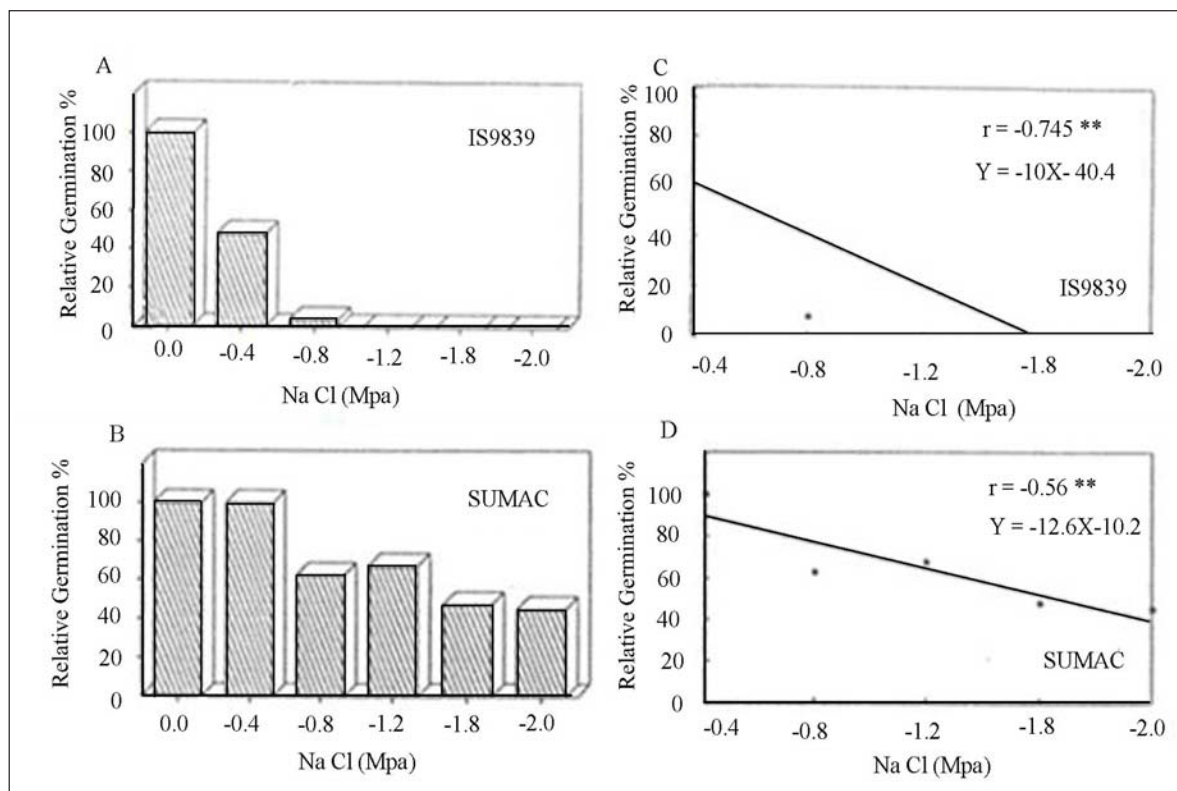 A
Relative Germination %
100
80
60
40
20
0
IS9839
0.0 -0.4 -0.8 -1.2 -1.8 -2.0
Na Cl (Mpa)
C
Relative Germination %
100
80
60
40
20
0
r = -0.745 **
Y = -10X- 40.4
IS9839
-0.4 -0.8 -1.2 -1.8 -2.0
Na Cl (Mpa)
B
Relative Germination %
100
80
60
40
20
0
SUMAC
0.0 -0.4 -0.8 -1.2 -1.8 -2.0
Na Cl (Mpa)
D
Relative Germination %
100
80
60
40
20
0
r = -0.56 **
Y = -12.6X-10.2
SUMAC
-0.4 -0.8 -1.2 -1.8 -2.0
Na Cl (Mpa)